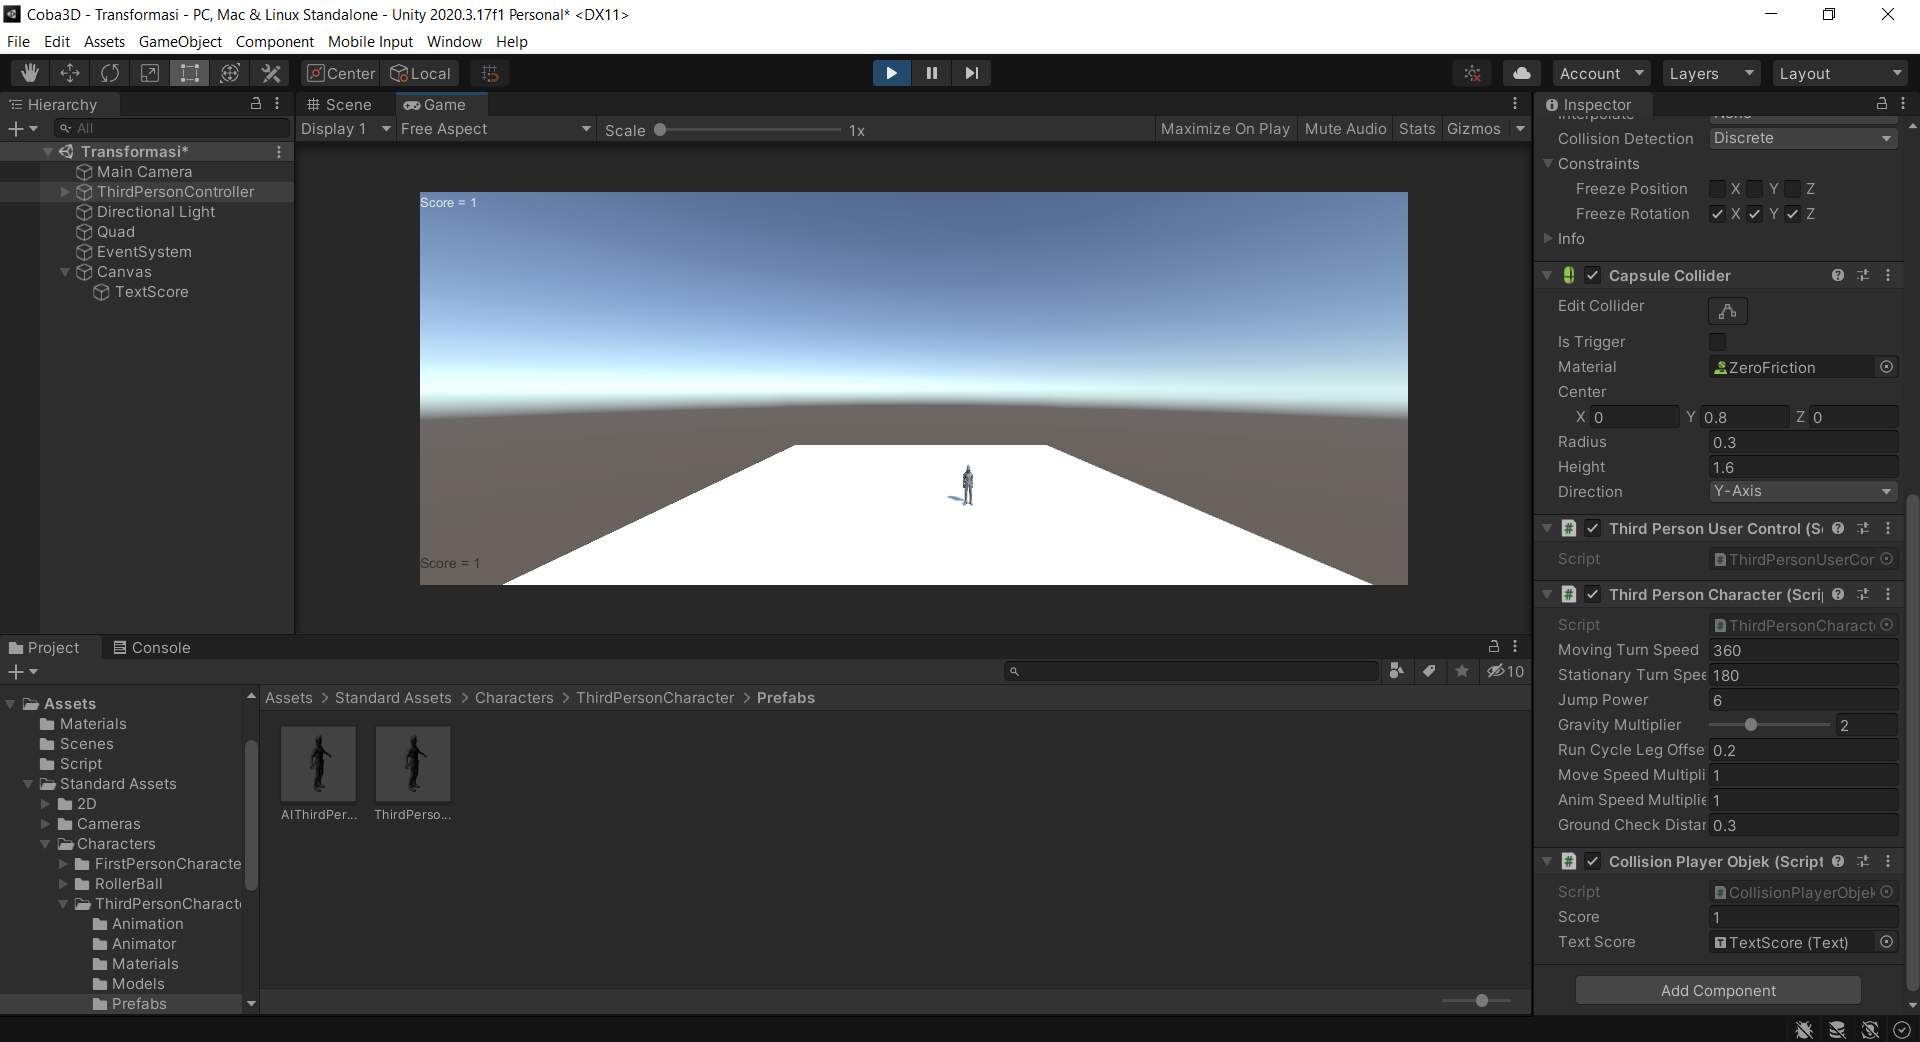 Coba3D - Transformasi - PC, Mac & Linux Standalone - Unity 2020.3.17f1 Personal* <DX11>
File Edit Assets GameObject Component Mobile Input Window Help
Center Local Account Layers Layout
Hierarchy
All
Transformasi*
Main Camera
ThirdPersonController
Directional Light
Quad
EventSystem
Canvas
TextScore
Scene Game
Display 1 Free Aspect Scale 1x Maximize On Play Mute Audio Stats Gizmos
Score = 1
Score = 1
Inspector
Collision Detection Discrete
Constraints
Freeze Position X Y Z
Freeze Rotation X Y Z
Info
Capsule Collider
Edit Collider
Is Trigger
Material ZeroFriction
Center
X 0 Y 0.8 Z 0
Radius 0.3
Height 1.6
Direction Y-Axis
Third Person User Control (Sc
Script ThirdPersonUserCon
Third Person Character (Scrip
Script ThirdPersonCharacte
Moving Turn Speed 360
Stationary Turn Spee 180
Jump Power 6
Gravity Multiplier 2
Run Cycle Leg Offse 0.2
Move Speed Multipli 1
Anim Speed Multiplie 1
Ground Check Distan 0.3
Collision Player Objek (Script
Script CollisionPlayerObjek
Score 1
Text Score TextScore (Text)
Add Component
Project Console
10
Assets
Materials
Scenes
Script
Standard Assets
2D
Cameras
Characters
FirstPersonCharacte
RollerBall
ThirdPersonCharacte
Animation
Animator
Materials
Models
Prefabs
Assets > Standard Assets > Characters > ThirdPersonCharacter > Prefabs
AIThirdPer... ThirdPerso...